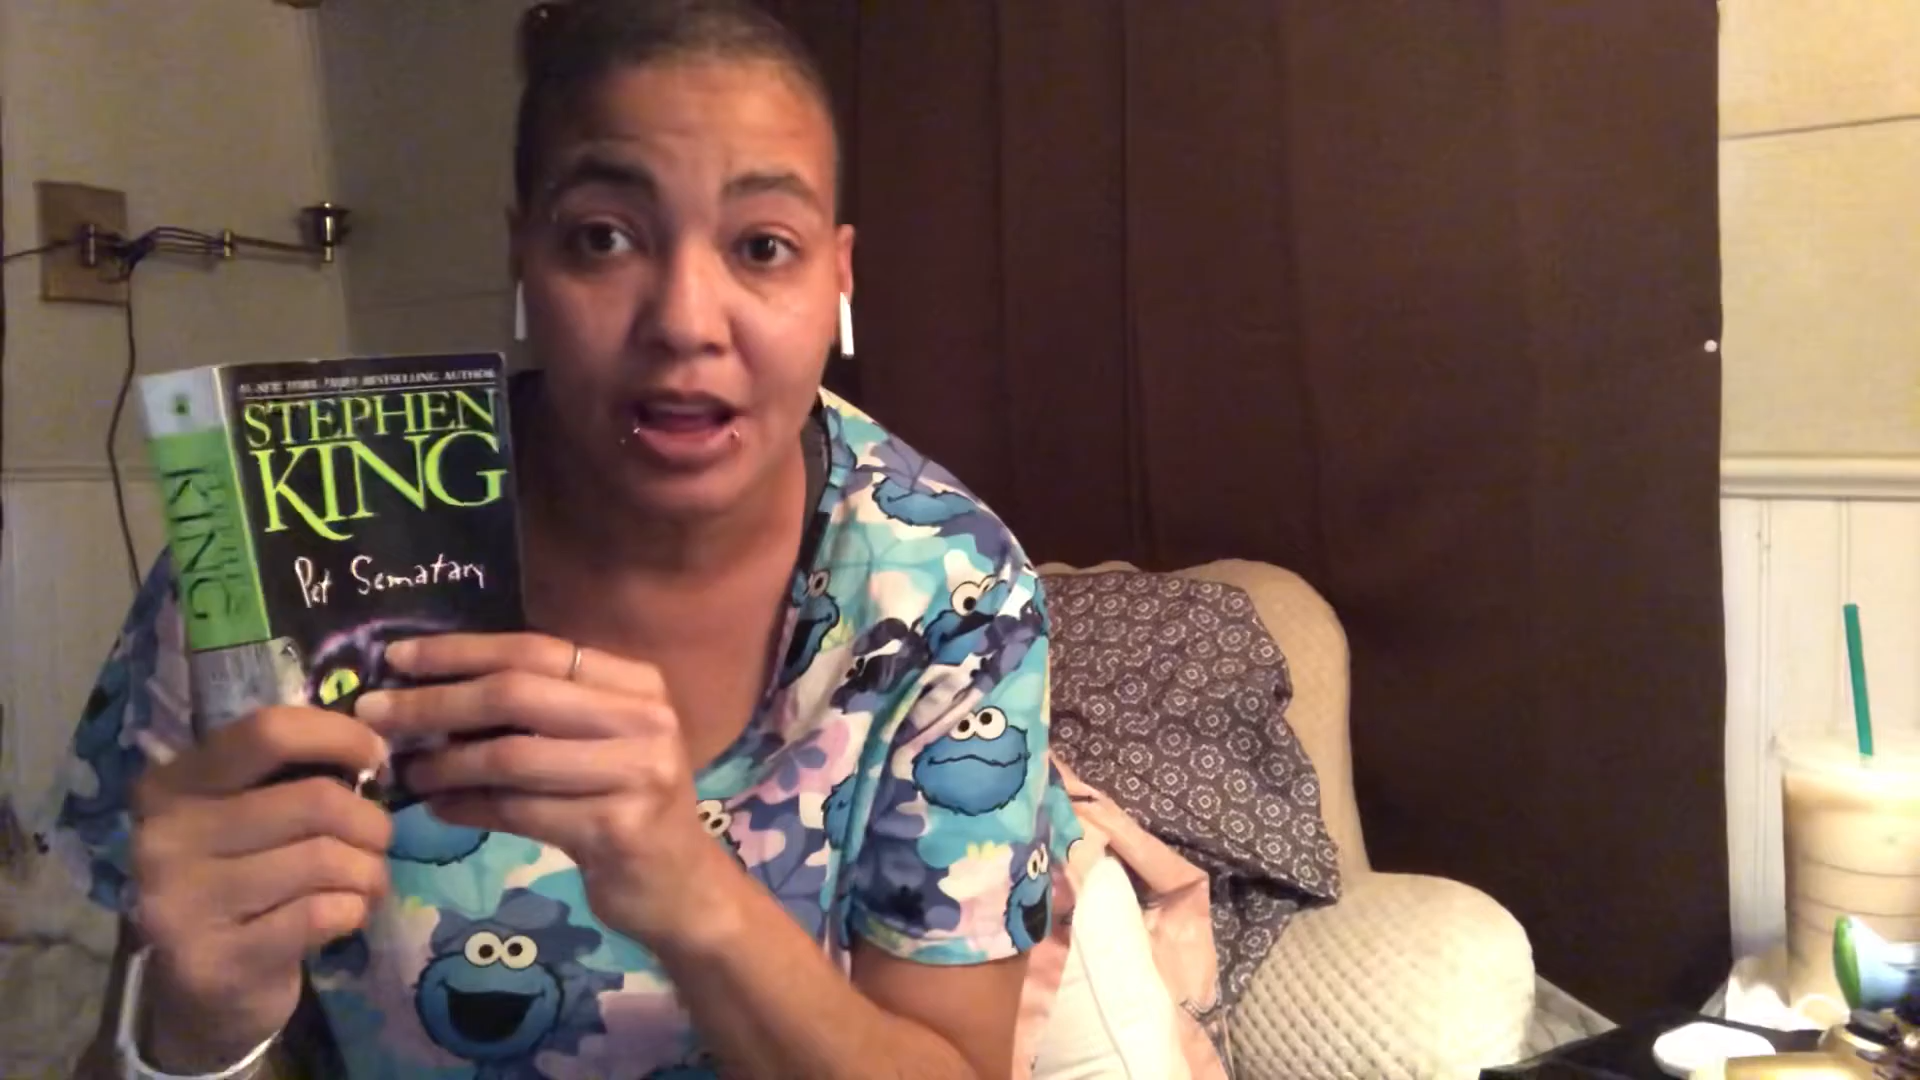 #1 NEW YORK TIMES BESTSELLING AUTHOR
STEPHEN
KING
Pet Sematary
KING